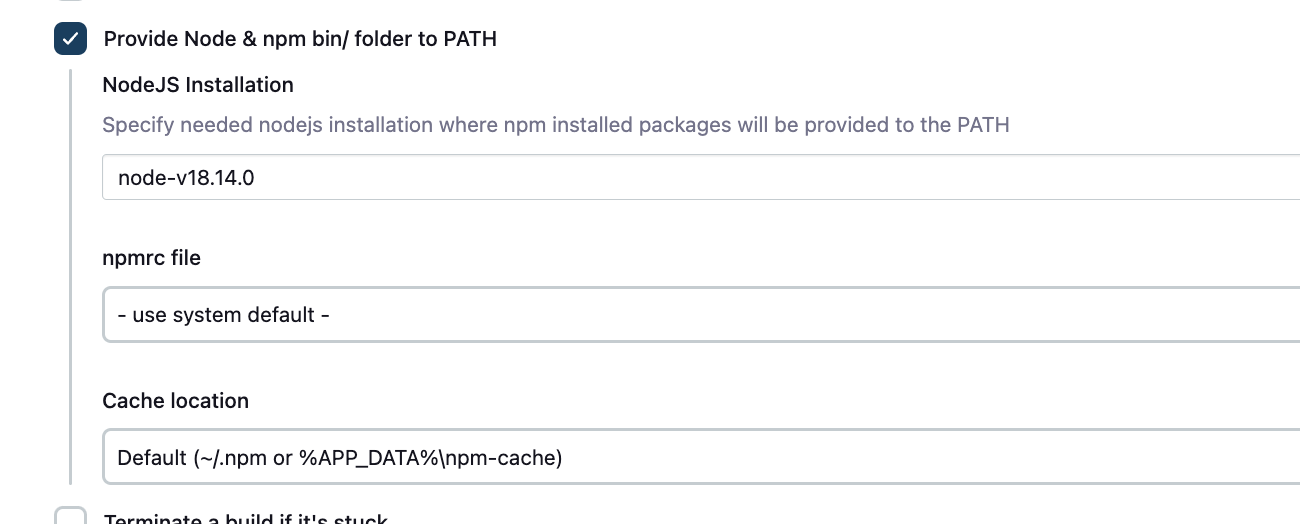 Provide Node & npm bin/ folder to PATH
NodeJS Installation
Specify needed nodejs installation where npm installed packages will be provided to the PATH
node-v18.14.0
npmrc file
- use system default -
Cache location
Default (~/.npm or %APP_DATA%\npm-cache)
Terminate a build if it's stuck